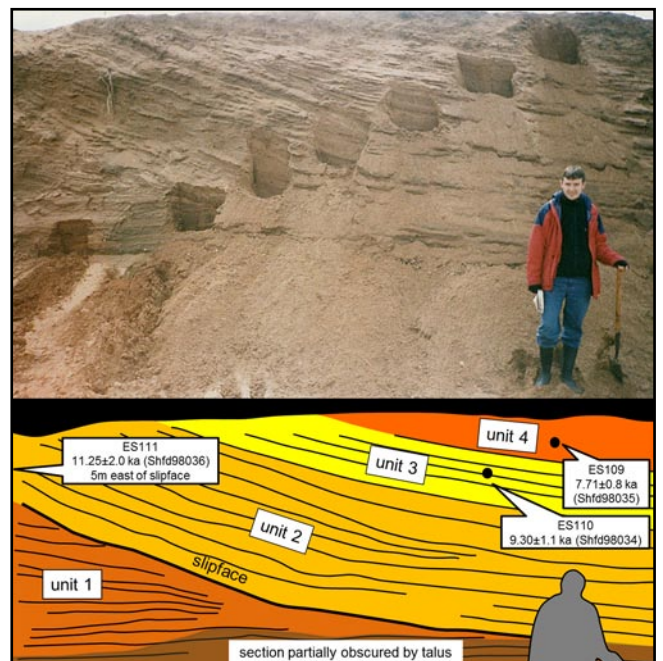 ES111
11.25±2.0 ka (Shfd98036)
5m east of slipface
unit 4
unit 3
ES109
7.71±0.8 ka
(Shfd98035)
ES110
9.30±1.1 ka (Shfd98034)
unit 2
slipface
unit 1
section partially obscured by talus